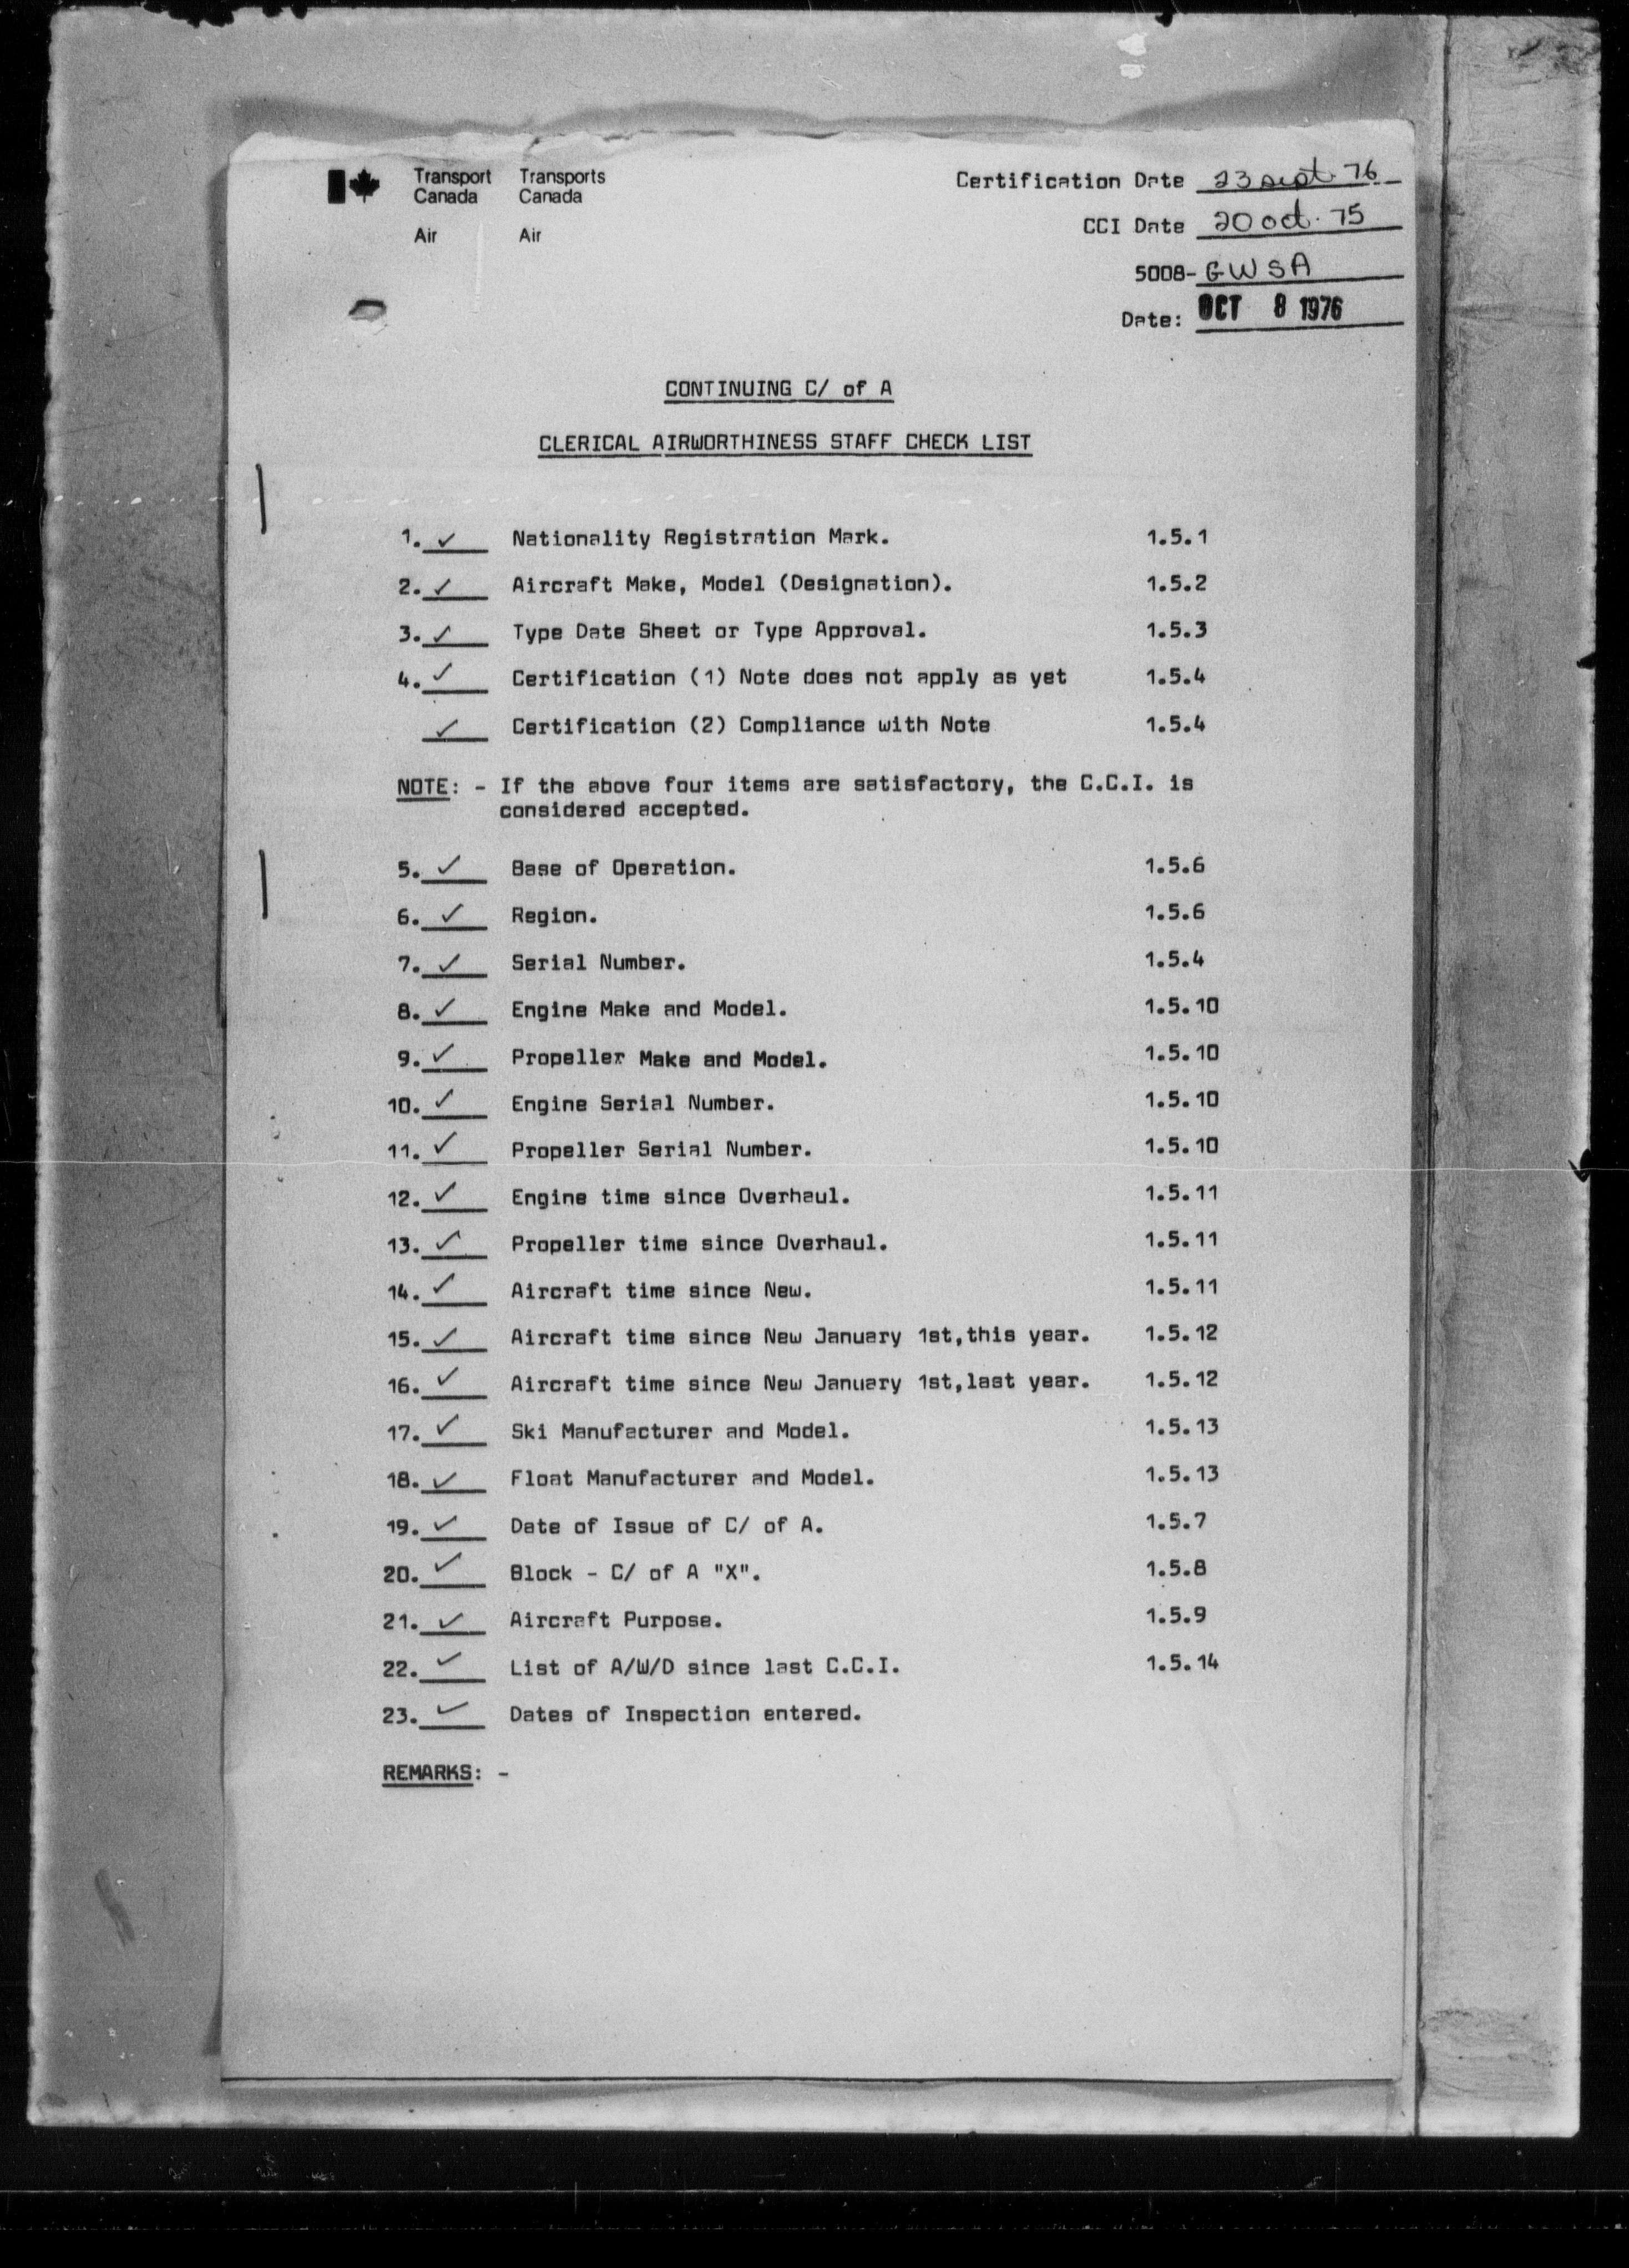 Transport Transports
Canada Canada
Air Air
Certification Date 23 sept. 76
CCI Date 20 oct. 75
5008- GWSA
Date: OCT 8 1976
CONTINUING C/ of A
CLERICAL AIRWORTHINESS STAFF CHECK LIST
1. ✓ Nationality Registration Mark. 1.5.1
2. ✓ Aircraft Make, Model (Designation). 1.5.2
3. ✓ Type Date Sheet or Type Approval. 1.5.3
4. ✓ Certification (1) Note does not apply as yet 1.5.4
✓ Certification (2) Compliance with Note 1.5.4
NOTE: - If the above four items are satisfactory, the C.C.I. is
considered accepted.
5. ✓ Base of Operation. 1.5.6
6. ✓ Region. 1.5.6
7. ✓ Serial Number. 1.5.4
8. ✓ Engine Make and Model. 1.5.10
9. ✓ Propeller Make and Model. 1.5.10
10. ✓ Engine Serial Number. 1.5.10
11. ✓ Propeller Serial Number. 1.5.10
12. ✓ Engine time since Overhaul. 1.5.11
13. ✓ Propeller time since Overhaul. 1.5.11
14. ✓ Aircraft time since New. 1.5.11
15. ✓ Aircraft time since New January 1st,this year. 1.5.12
16. ✓ Aircraft time since New January 1st,last year. 1.5.12
17. ✓ Ski Manufacturer and Model. 1.5.13
18. ✓ Float Manufacturer and Model. 1.5.13
19. ✓ Date of Issue of C/ of A. 1.5.7
20. ✓ Block - C/ of A "X". 1.5.8
21. ✓ Aircraft Purpose. 1.5.9
22. ✓ List of A/W/D since last C.C.I. 1.5.14
23. ✓ Dates of Inspection entered.
REMARKS: -